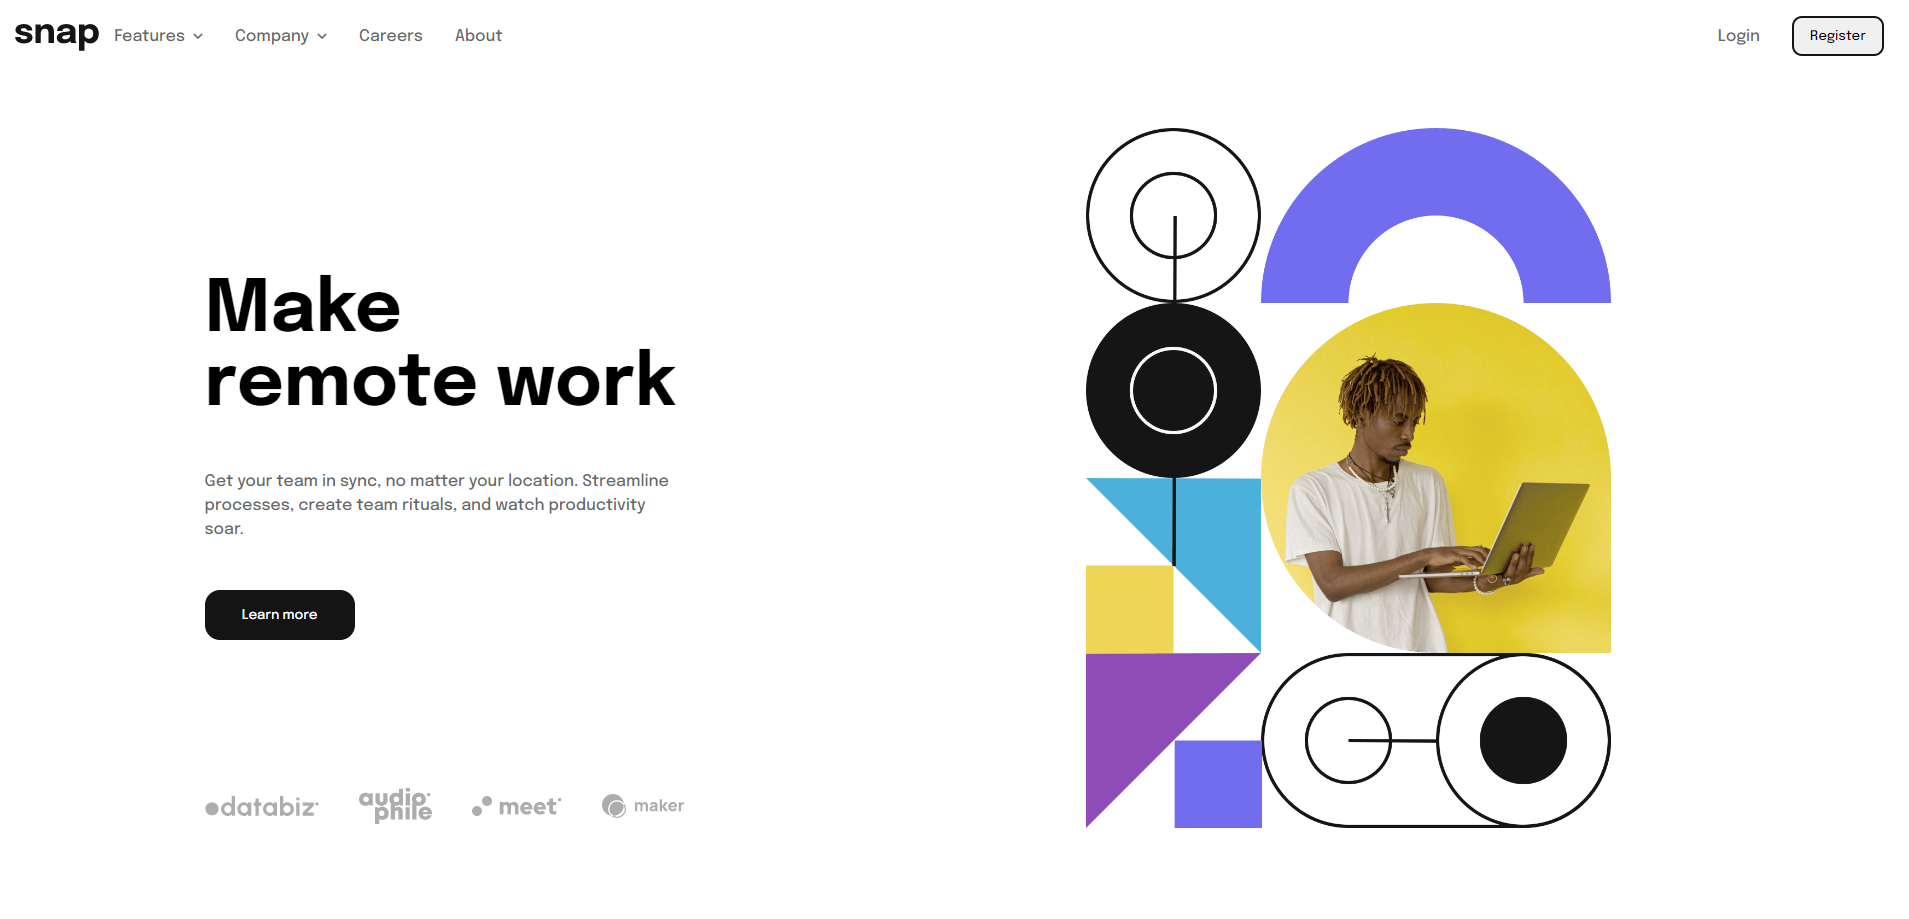 snap Features Company Careers About Login Register
Make
remote work
Get your team in sync, no matter your location. Streamline
processes, create team rituals, and watch productivity
soar.
Learn more
databiz audiophile meet maker